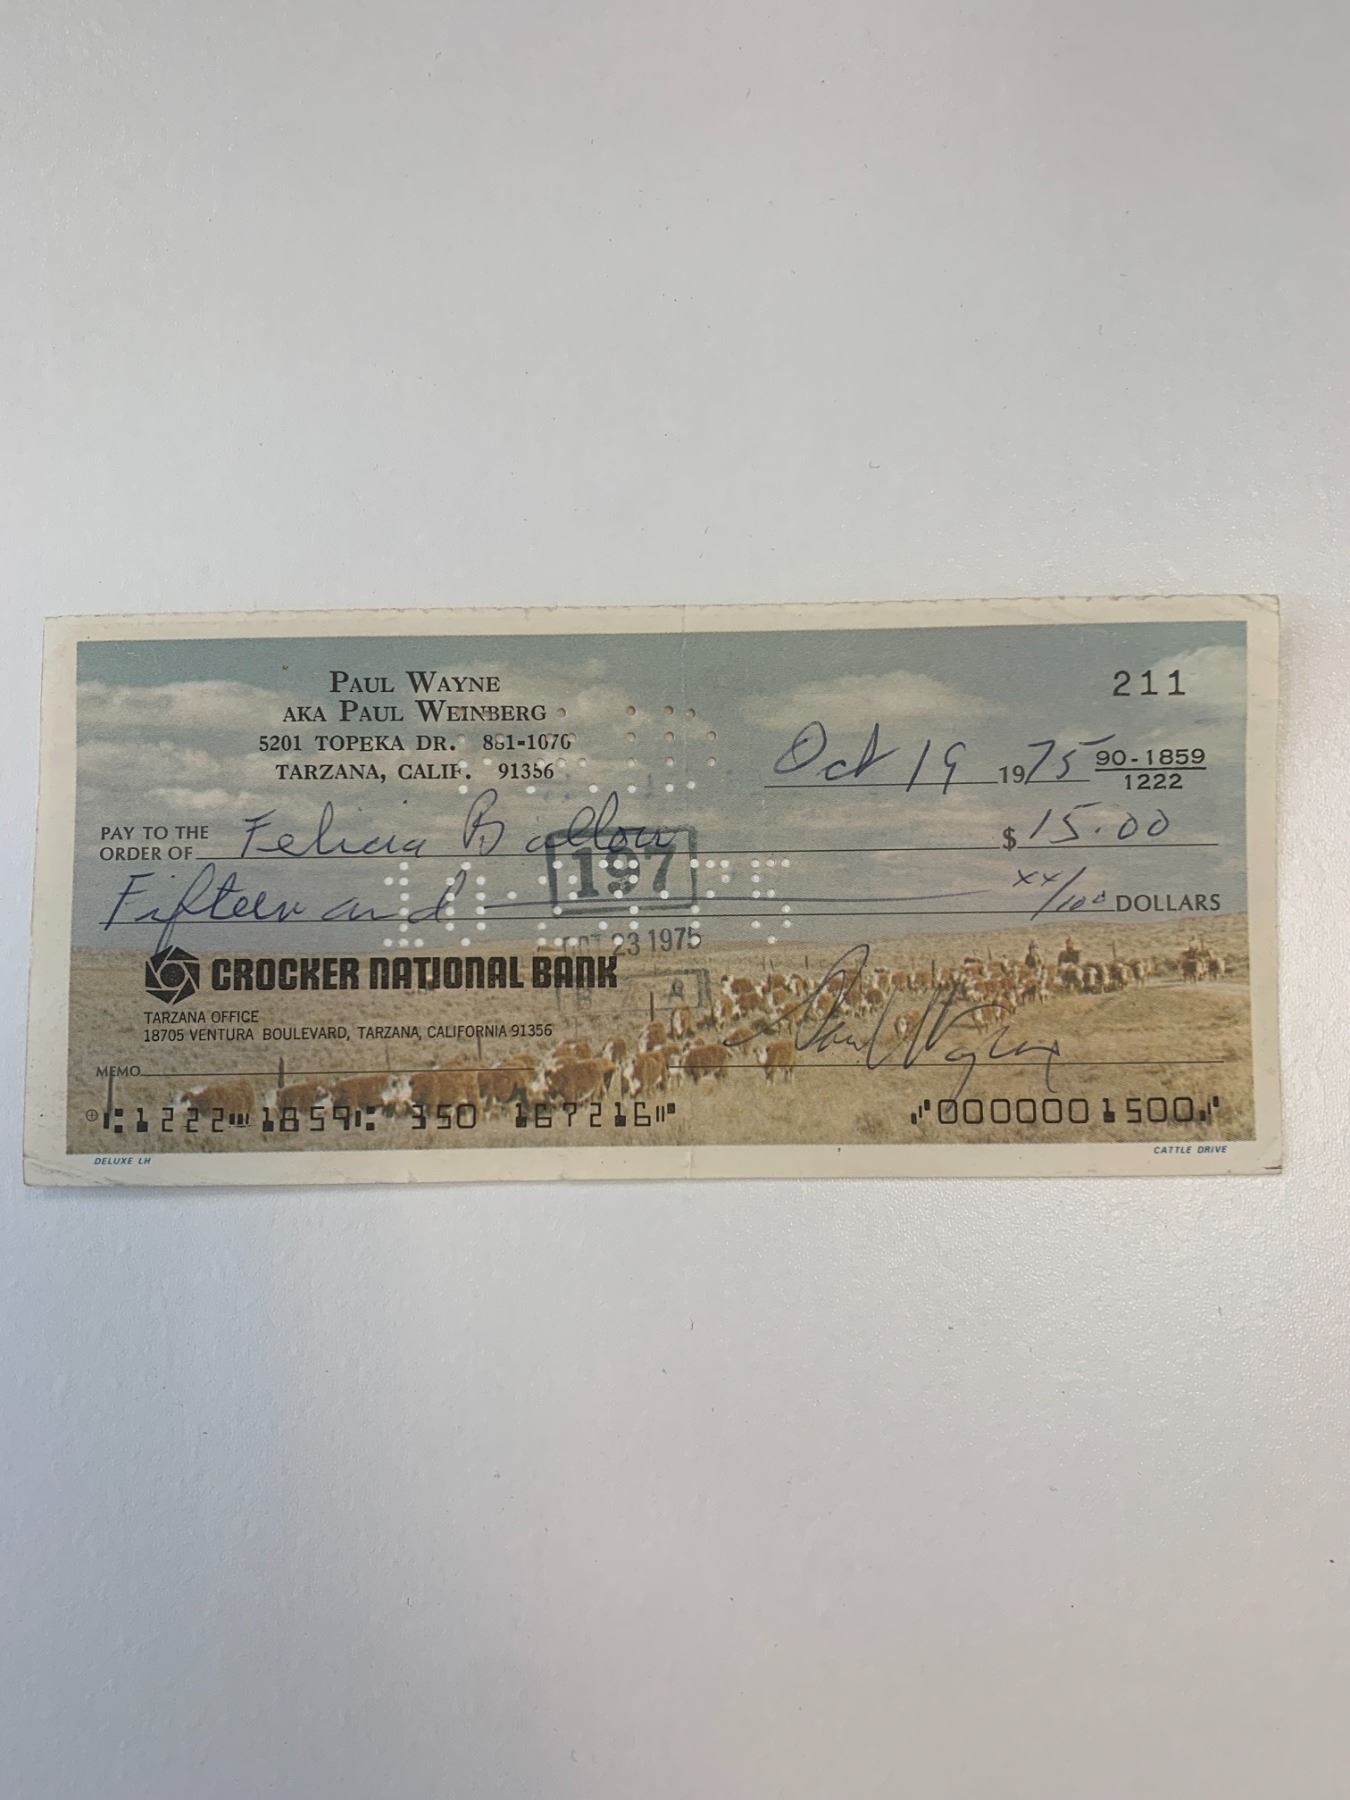 PAUL WAYNE
AKA PAUL WEINBERG
5201 TOPEKA DR. 881-1076
TARZANA, CALIF. 91356
211
Oct 19 1975
90-1859
1222
PAY TO THE
ORDER OF Felicia Ballou
$ 15.00
Fifteen and xx/100 DOLLARS
197
OCT 23 1975
CROCKER NATIONAL BANK
TARZANA OFFICE
18705 VENTURA BOULEVARD, TARZANA, CALIFORNIA 91356
Paul Wayne
MEMO
⑆1222⑉1859⑆ 350 167216⑈ ⑇0000001500⑇
DELUXE LH
CATTLE DRIVE